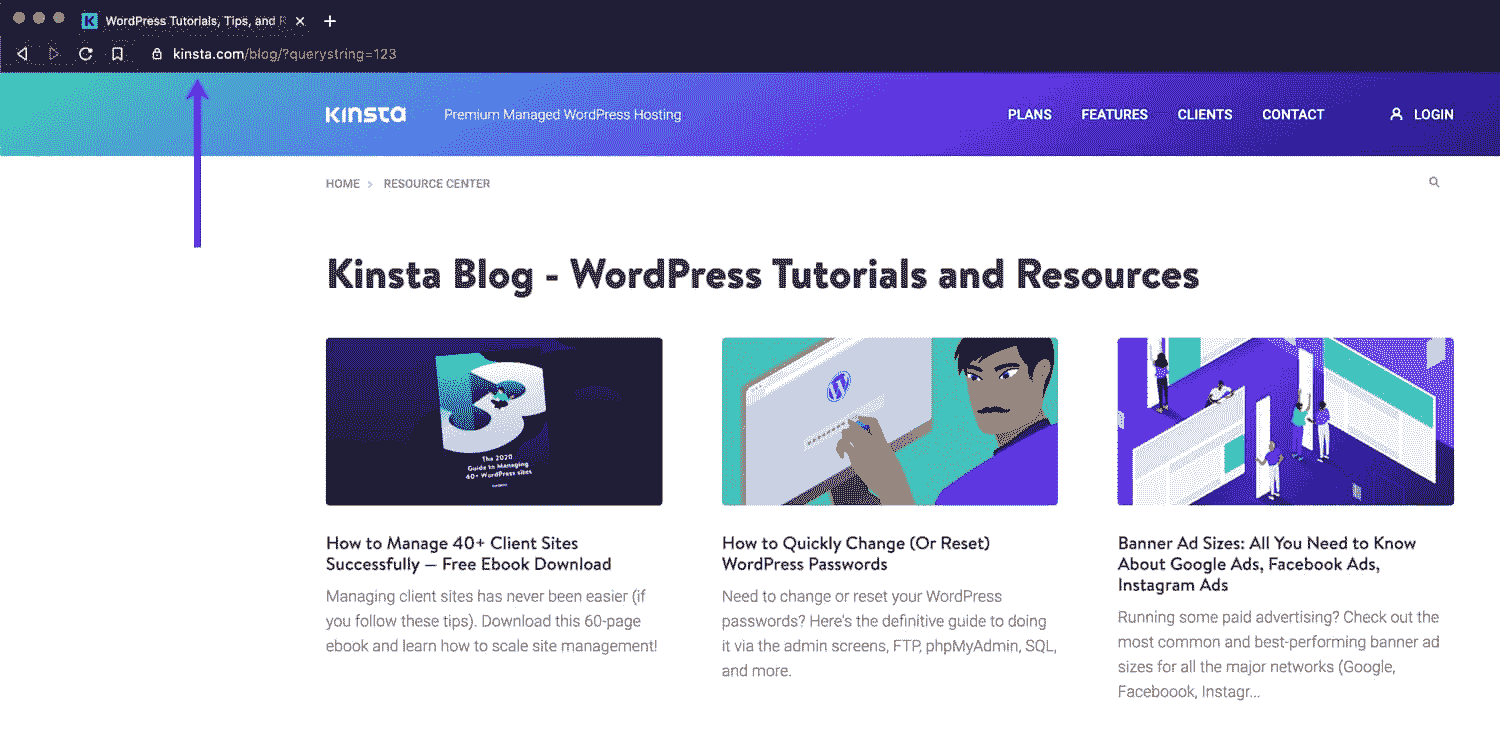 WordPress Tutorials, Tips, and R
kinsta.com/blog/?querystring=123
KINSTA Premium Managed WordPress Hosting PLANS FEATURES CLIENTS CONTACT LOGIN
HOME > RESOURCE CENTER
Kinsta Blog - WordPress Tutorials and Resources
The 2020
Guide to Managing
40+ WordPress sites
How to Manage 40+ Client Sites
Successfully — Free Ebook Download
Managing client sites has never been easier (if
you follow these tips). Download this 60-page
ebook and learn how to scale site management!
How to Quickly Change (Or Reset)
WordPress Passwords
Need to change or reset your WordPress
passwords? Here's the definitive guide to doing
it via the admin screens, FTP, phpMyAdmin, SQL,
and more.
Banner Ad Sizes: All You Need to Know
About Google Ads, Facebook Ads,
Instagram Ads
Running some paid advertising? Check out the
most common and best-performing banner ad
sizes for all the major networks (Google,
Faceboook, Instagr...